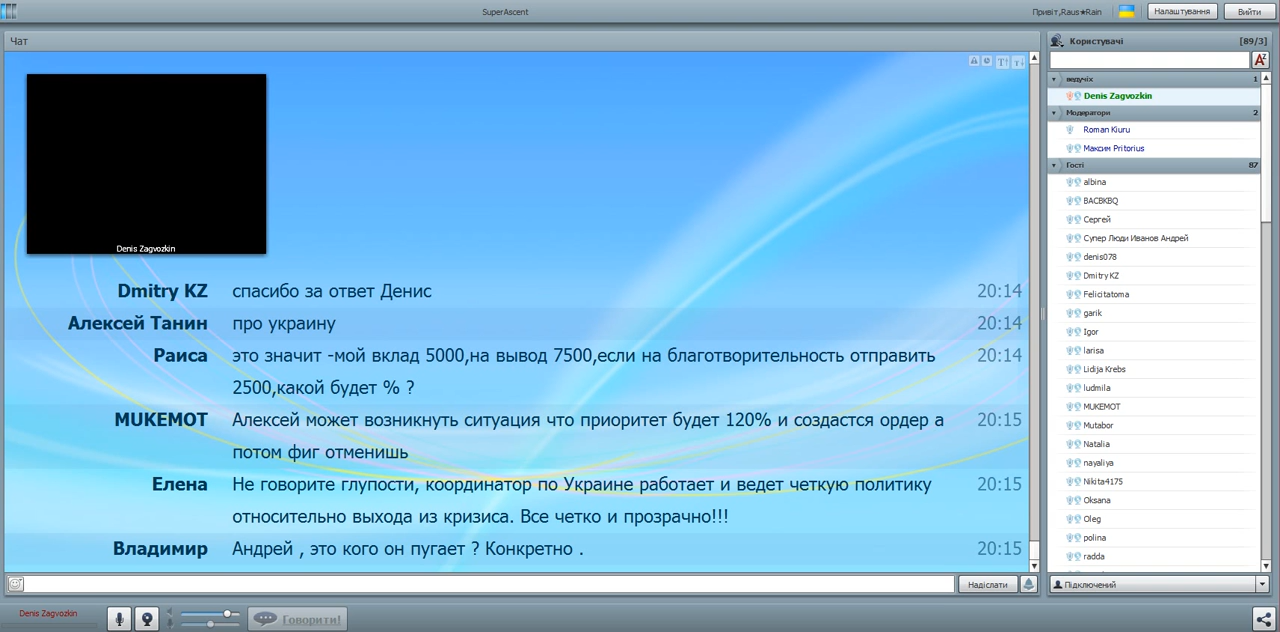 SuperAscent
Привіт,Raus★Rain
Налаштування
Вийти
Чат
Denis Zagvozkin
Dmitry KZ спасибо за ответ Денис 20:14
Алексей Танин про украину 20:14
Раиса это значит -мой вклад 5000,на вывод 7500,если на благотворительность отправить 20:14
2500,какой будет % ?
MUKEMOT Алексей может возникнуть ситуация что приоритет будет 120% и создастся ордер а 20:15
потом фиг отменишь
Елена Не говорите глупости, координатор по Украине работает и ведет четкую политику 20:15
относительно выхода из кризиса. Все четко и прозрачно!!!
Владимир Андрей , это кого он пугает ? Конкретно . 20:15
Надіслати
Denis Zagvozkin
Говорити!
Користувачі [89/3]
ведучіх 1
Denis Zagvozkin
Модератори 2
Roman Kiuru
Максим Pritorius
Гості 87
albina
BACBKBQ
Сергей
Супер Люди Иванов Андрей
denis078
Dmitry KZ
Felicitatoma
garik
Igor
larisa
Lidija Krebs
ludmila
MUKEMOT
Mutabor
Natalia
nayaliya
Nikita4175
Oksana
Oleg
polina
radda
Підключений